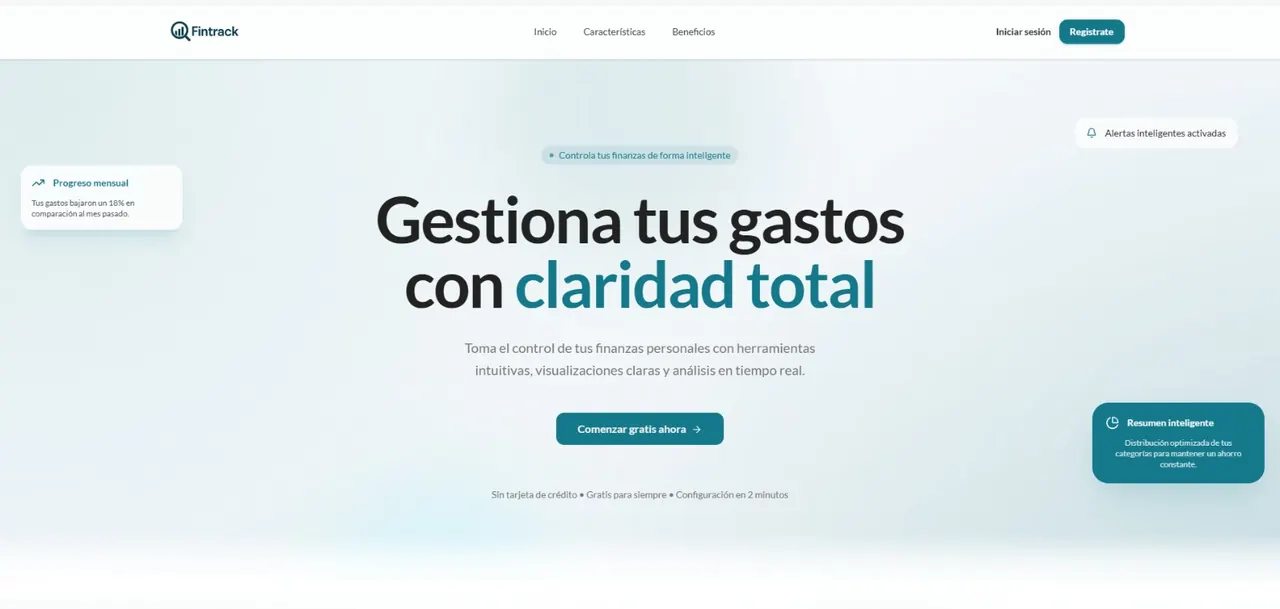 Fintrack
Inicio
Características
Beneficios
Iniciar sesión
Registrate
Alertas inteligentes activadas
Controla tus finanzas de forma inteligente
Progreso mensual
Tus gastos bajaron un 18% en
comparación al mes pasado.
Gestiona tus gastos
con claridad total
Toma el control de tus finanzas personales con herramientas
intuitivas, visualizaciones claras y análisis en tiempo real.
Comenzar gratis ahora →
Resumen inteligente
Distribución optimizada de tus
categorías para mantener un ahorro
constante.
Sin tarjeta de crédito • Gratis para siempre • Configuración en 2 minutos